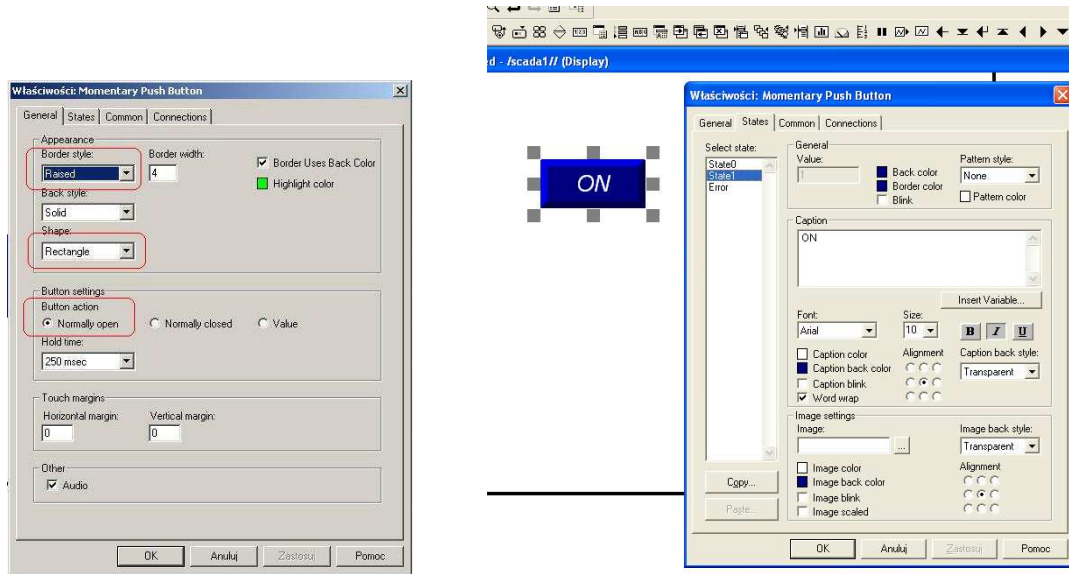 Właściwości: Momentary Push Button
General States Common Connections
Appearance
Border style:
Border width:
Raised
4
Border Uses Back Color
Highlight color
Back style:
Solid
Shape:
Rectangle
Button settings
Button action
Normally open
Normally closed
Value
Hold time:
250 msec
Touch margins
Horizontal margin:
Vertical margin:
0
0
Other
Audio
OK
Anuluj
Zastosuj
Pomoc
d - /scada1// (Display)
ON
Właściwości: Momentary Push Button
General States Common Connections
Select state:
State0
State1
Error
Copy...
Paste...
General
Value:
1
Back color
Border color
Blink
Pattern style:
None
Pattern color
Caption
ON
Insert Variable...
Font:
Size:
Arial
10
B I U
Caption color
Caption back color
Caption blink
Word wrap
Alignment
Caption back style:
Transparent
Image settings
Image:
...
Image back style:
Transparent
Image color
Image back color
Image blink
Image scaled
Alignment
OK
Anuluj
Zastosuj
Pomoc